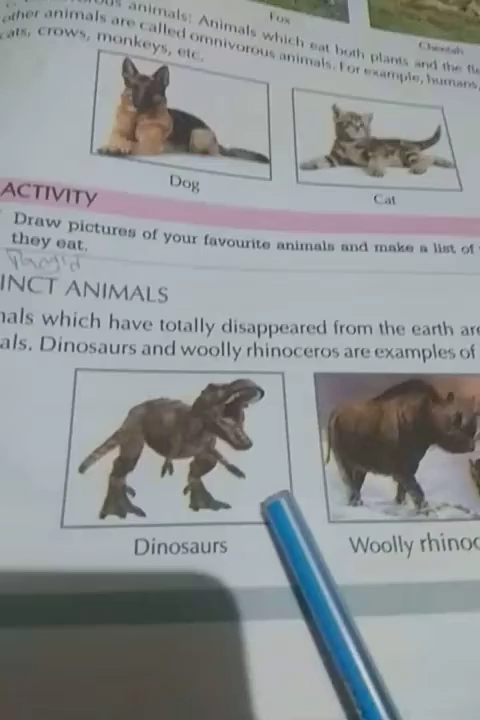 ous animals: Animals which eat both plants and the
other animals are called omnivorous animals. For example, humans,
cats, crows, monkeys, etc.
Fox
Cheetah
Dog
Cat
ACTIVITY
Draw pictures of your favourite animals and make a list of
they eat.
INCT ANIMALS
nals which have totally disappeared from the earth are
als. Dinosaurs and woolly rhinoceros are examples of
Dinosaurs
Woolly rhinoc